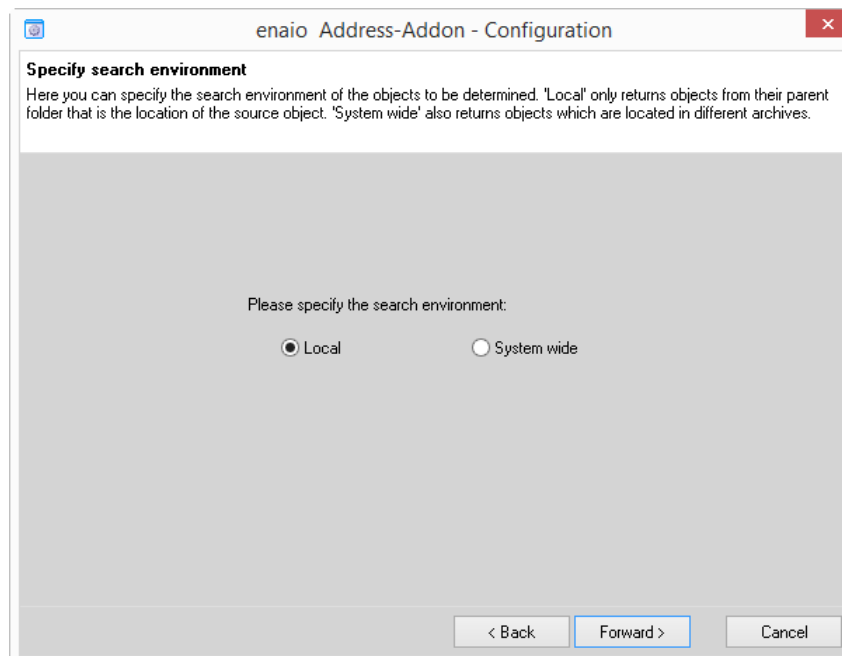 enaio Address-Addon - Configuration
Specify search environment
Here you can specify the search environment of the objects to be determined. 'Local' only returns objects from their parent
folder that is the location of the source object. 'System wide' also returns objects which are located in different archives.
Please specify the search environment:
Local System wide
< Back Forward > Cancel